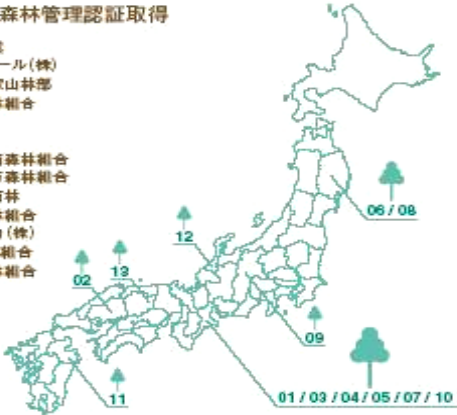 森林管理認証取得
ール(株)
山林部
組合
森林組合
森林組合
林
組合
(株)
組合
組合
06 / 08
12
13
02
09
11
01 / 03 / 04 / 05 / 07 / 10